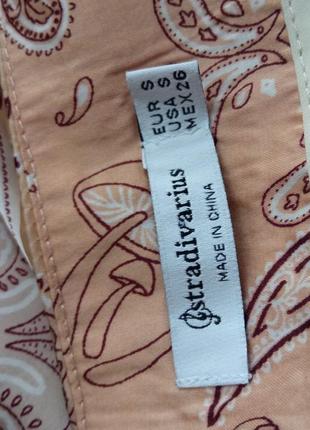 EUR S
USA S
MEX 26
stradivarius
MADE IN CHINA